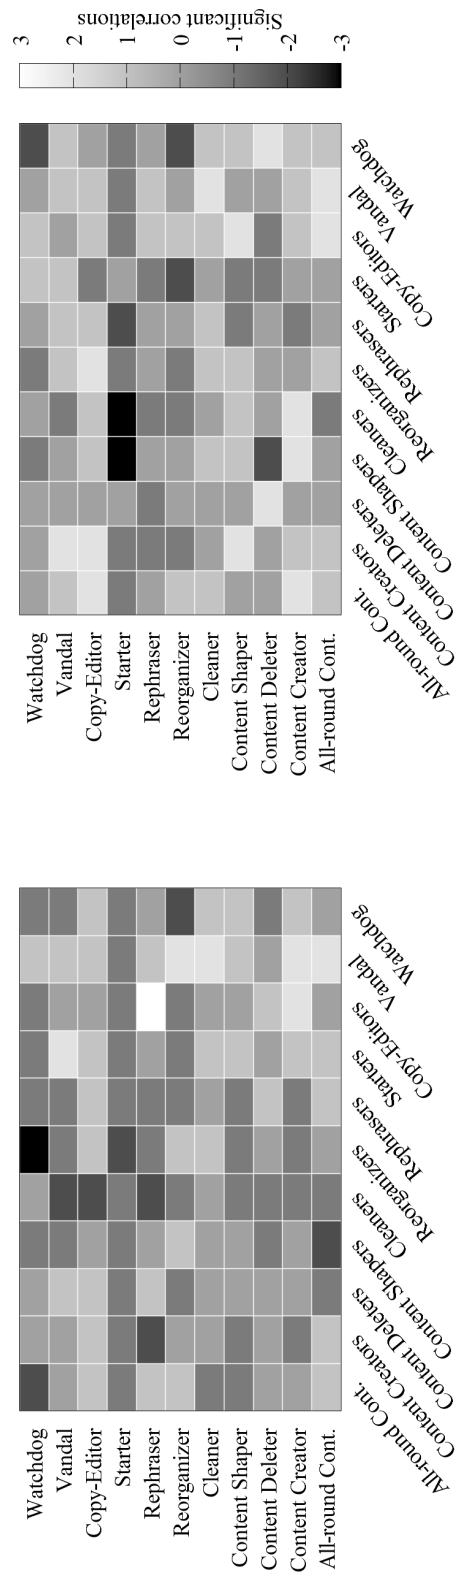 Significant correlations
3
2
1
0
-1
-2
-3
Watchdog
Vandal
Copy-Editors
Starters
Rephrasers
Reorganizers
Cleaners
Content Shapers
Content Deleters
Content Creators
All-round Cont.
Watchdog
Vandal
Copy-Editor
Starter
Rephraser
Reorganizer
Cleaner
Content Shaper
Content Deleter
Content Creator
All-round Cont.
Watchdog
Vandal
Copy-Editors
Starters
Rephrasers
Reorganizers
Cleaners
Content Shapers
Content Deleters
Content Creators
All-round Cont.
Watchdog
Vandal
Copy-Editor
Starter
Rephraser
Reorganizer
Cleaner
Content Shaper
Content Deleter
Content Creator
All-round Cont.